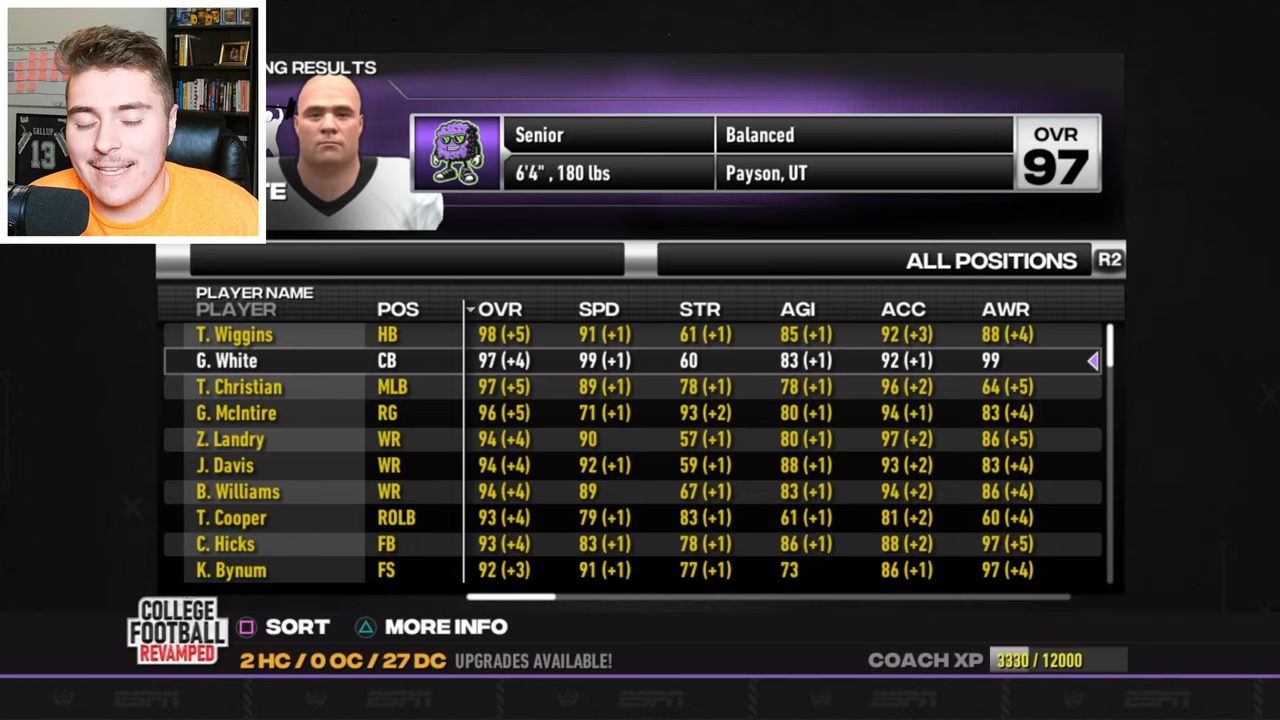 NG RESULTS
GALLUP
13
TE
Senior
Balanced
6'4" , 180 lbs
Payson, UT
OVR
97
ALL POSITIONS R2
PLAYER NAME
PLAYER POS OVR SPD STR AGI ACC AWR
T. Wiggins HB 98 (+5) 91 (+1) 61 (+1) 85 (+1) 92 (+3) 88 (+4)
G. White CB 97 (+4) 99 (+1) 60 83 (+1) 92 (+1) 99
T. Christian MLB 97 (+5) 89 (+1) 78 (+1) 78 (+1) 96 (+2) 64 (+5)
G. McIntire RG 96 (+5) 71 (+1) 93 (+2) 80 (+1) 94 (+1) 83 (+4)
Z. Landry WR 94 (+4) 90 57 (+1) 80 (+1) 97 (+2) 86 (+5)
J. Davis WR 94 (+4) 92 (+1) 59 (+1) 88 (+1) 93 (+2) 83 (+4)
B. Williams WR 94 (+4) 89 67 (+1) 83 (+1) 94 (+2) 86 (+4)
T. Cooper ROLB 93 (+4) 79 (+1) 83 (+1) 61 (+1) 81 (+2) 60 (+4)
C. Hicks FB 93 (+4) 83 (+1) 78 (+1) 86 (+1) 88 (+2) 97 (+5)
K. Bynum FS 92 (+3) 91 (+1) 77 (+1) 73 86 (+1) 97 (+4)
COLLEGE
FOOTBALL
REVAMPED
SORT MORE INFO
2 HC / 0 OC / 27 DC UPGRADES AVAILABLE! COACH XP 3330 / 12000
ESPN ESPN ESPN ESPN ESPN